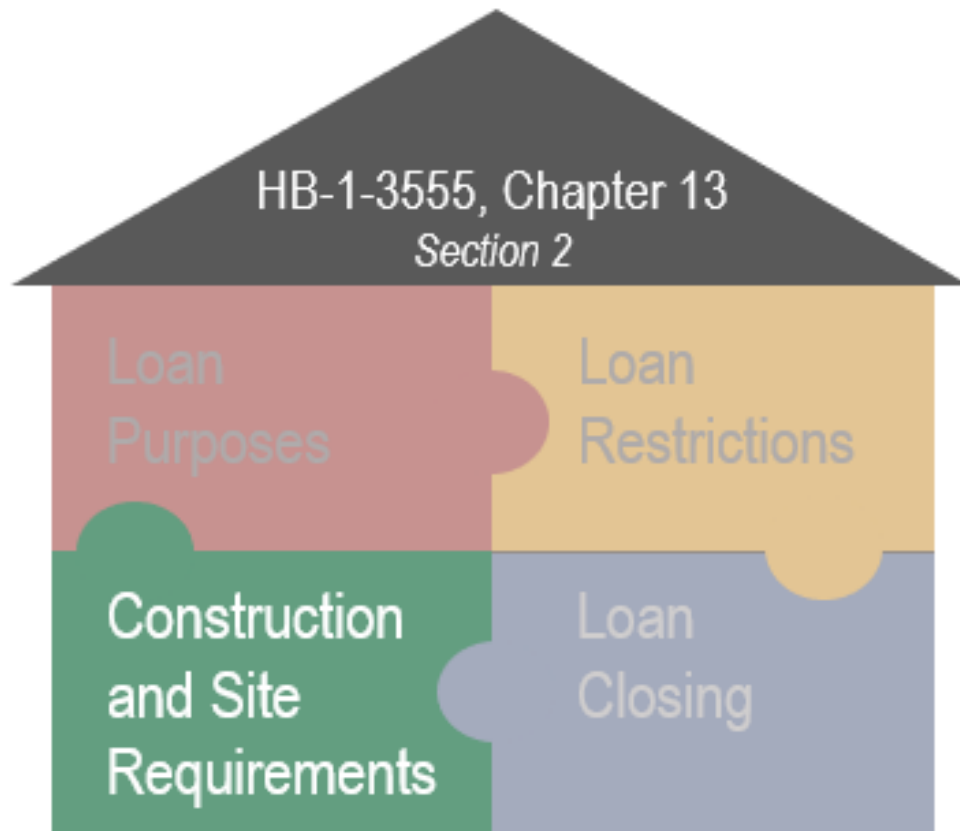 HB-1-3555, Chapter 13
Section 2
Loan
Purposes
Loan
Restrictions
Construction
and Site
Requirements
Loan
Closing